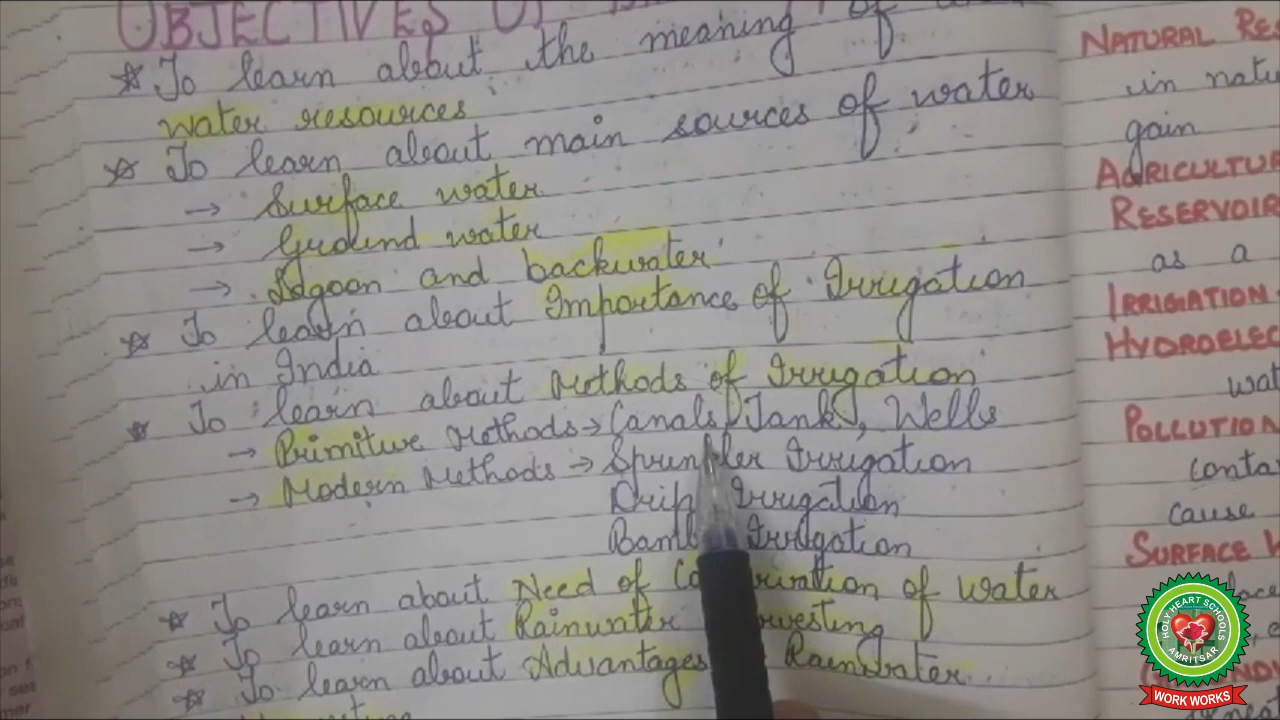 OBJECTIVES OF
☆ To learn about the meaning of
water resources
☆ To learn about main sources of water
→ Surface water
→ Ground water
→ Lagoon and backwater
☆ To learn about Importance of Irrigation
in India
☆ To learn about Methods of Irrigation
→ Primitive Methods → Canals, Tank, Wells
→ Modern Methods → Sprinkler Irrigation
Drip Irrigation
Irrigation
☆ To learn about Need of of water
☆ To learn about Rainwater
☆ To learn about Advantages Rainwater
NATURAL
in
gain
RESERVOIR
as a
IRRIGATION
POLLUTION
cause
SURFACE
HOLY HEART SCHOOLS
AMRITSAR
WORK WORKS